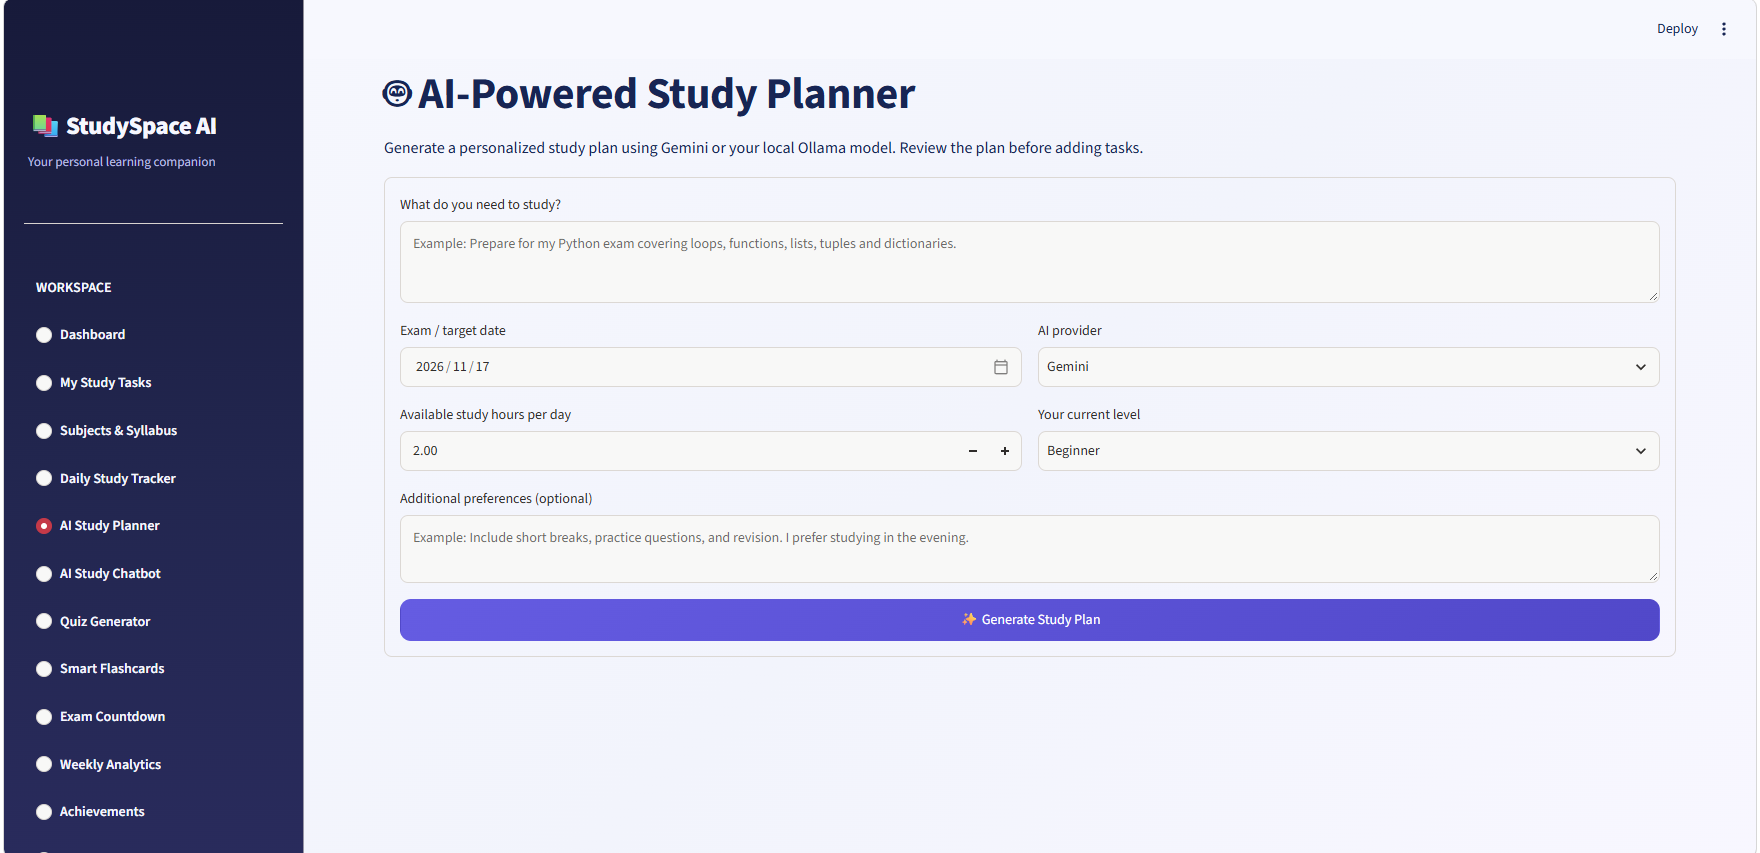 Deploy
StudySpace AI
Your personal learning companion
WORKSPACE
Dashboard
My Study Tasks
Subjects & Syllabus
Daily Study Tracker
AI Study Planner
AI Study Chatbot
Quiz Generator
Smart Flashcards
Exam Countdown
Weekly Analytics
Achievements
AI-Powered Study Planner
Generate a personalized study plan using Gemini or your local Ollama model. Review the plan before adding tasks.
What do you need to study?
Example: Prepare for my Python exam covering loops, functions, lists, tuples and dictionaries.
Exam / target date
2026 / 11 / 17
AI provider
Gemini
Available study hours per day
2.00
Your current level
Beginner
Additional preferences (optional)
Example: Include short breaks, practice questions, and revision. I prefer studying in the evening.
✨ Generate Study Plan